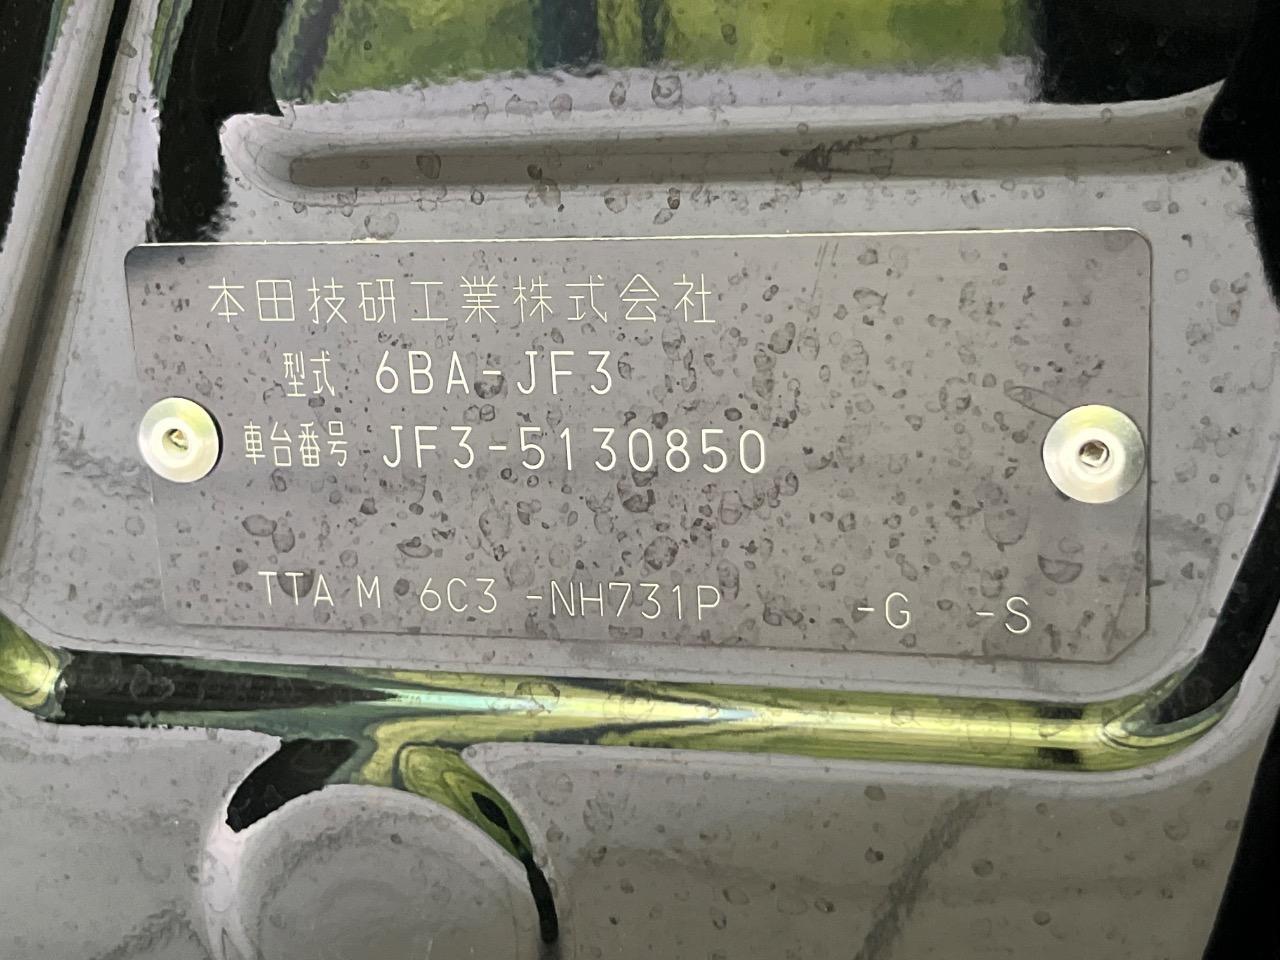 本田技研工業株式会社
型式 6BA-JF3
車台番号 JF3-5130850
TTA M 6C3 -NH731P -G -S